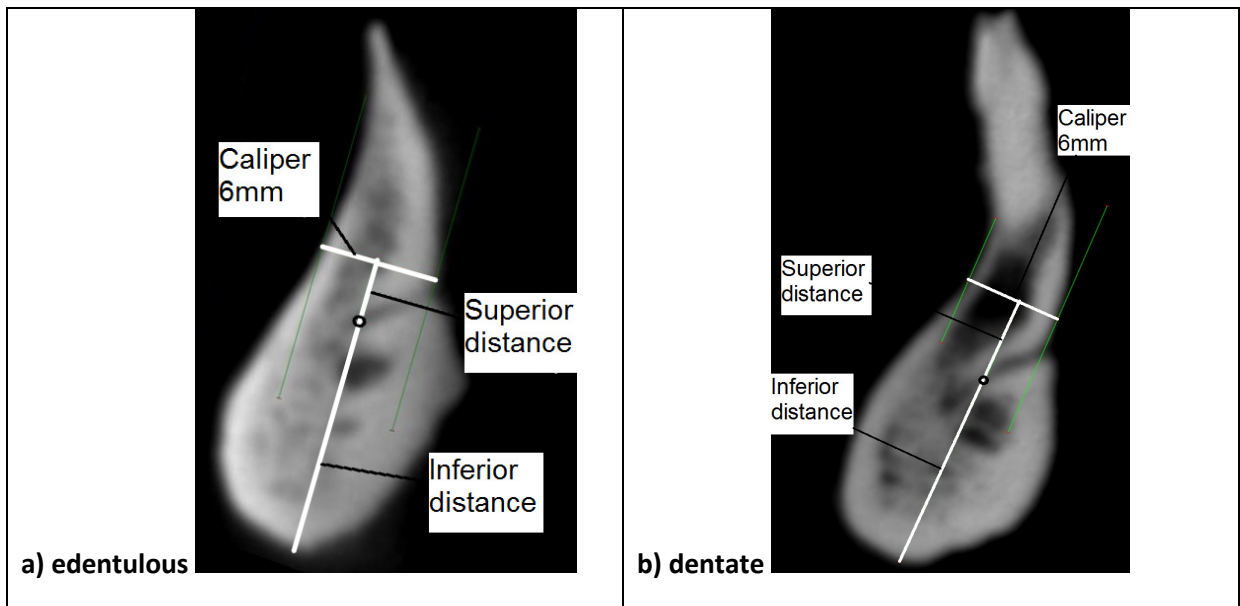 Caliper
6mm
Superior
distance
Inferior
distance
a) edentulous
Caliper
6mm
Superior
distance
Inferior
distance
b) dentate